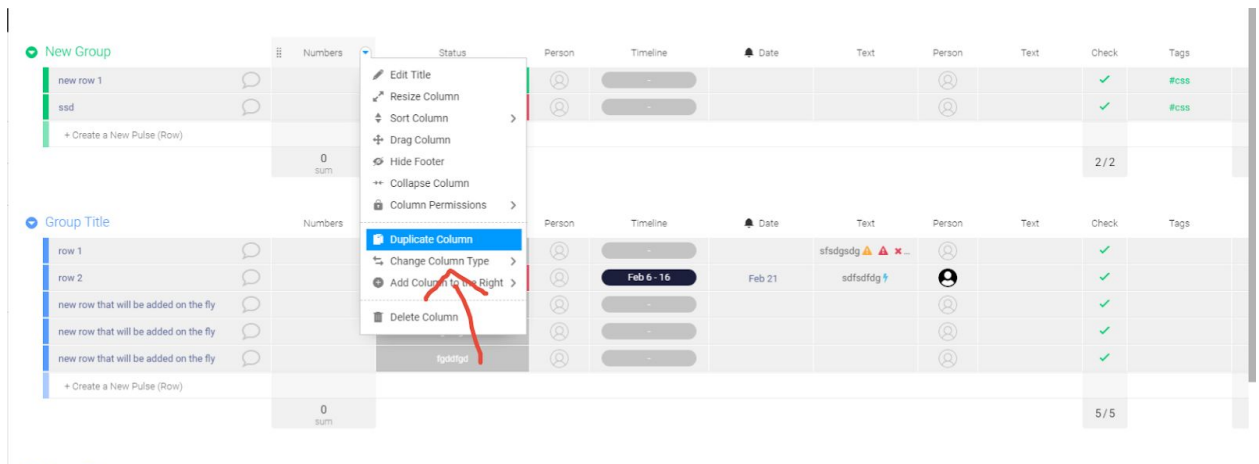 New Group Numbers Status Person Timeline Date Text Person Text Check Tags
new row 1 - #css
ssd - #css
+ Create a New Pulse (Row)
0 2/2
sum
Edit Title
Resize Column
Sort Column
Drag Column
Hide Footer
Collapse Column
Column Permissions
Duplicate Column
Change Column Type
Add Column to the Right
Delete Column
Group Title Numbers Person Timeline Date Text Person Text Check Tags
row 1 - sfsdgsdg ...
row 2 Feb 6 - 16 Feb 21 sdfsdfdg
new row that will be added on the fly -
new row that will be added on the fly -
new row that will be added on the fly fgddfgd -
+ Create a New Pulse (Row)
0 5/5
sum